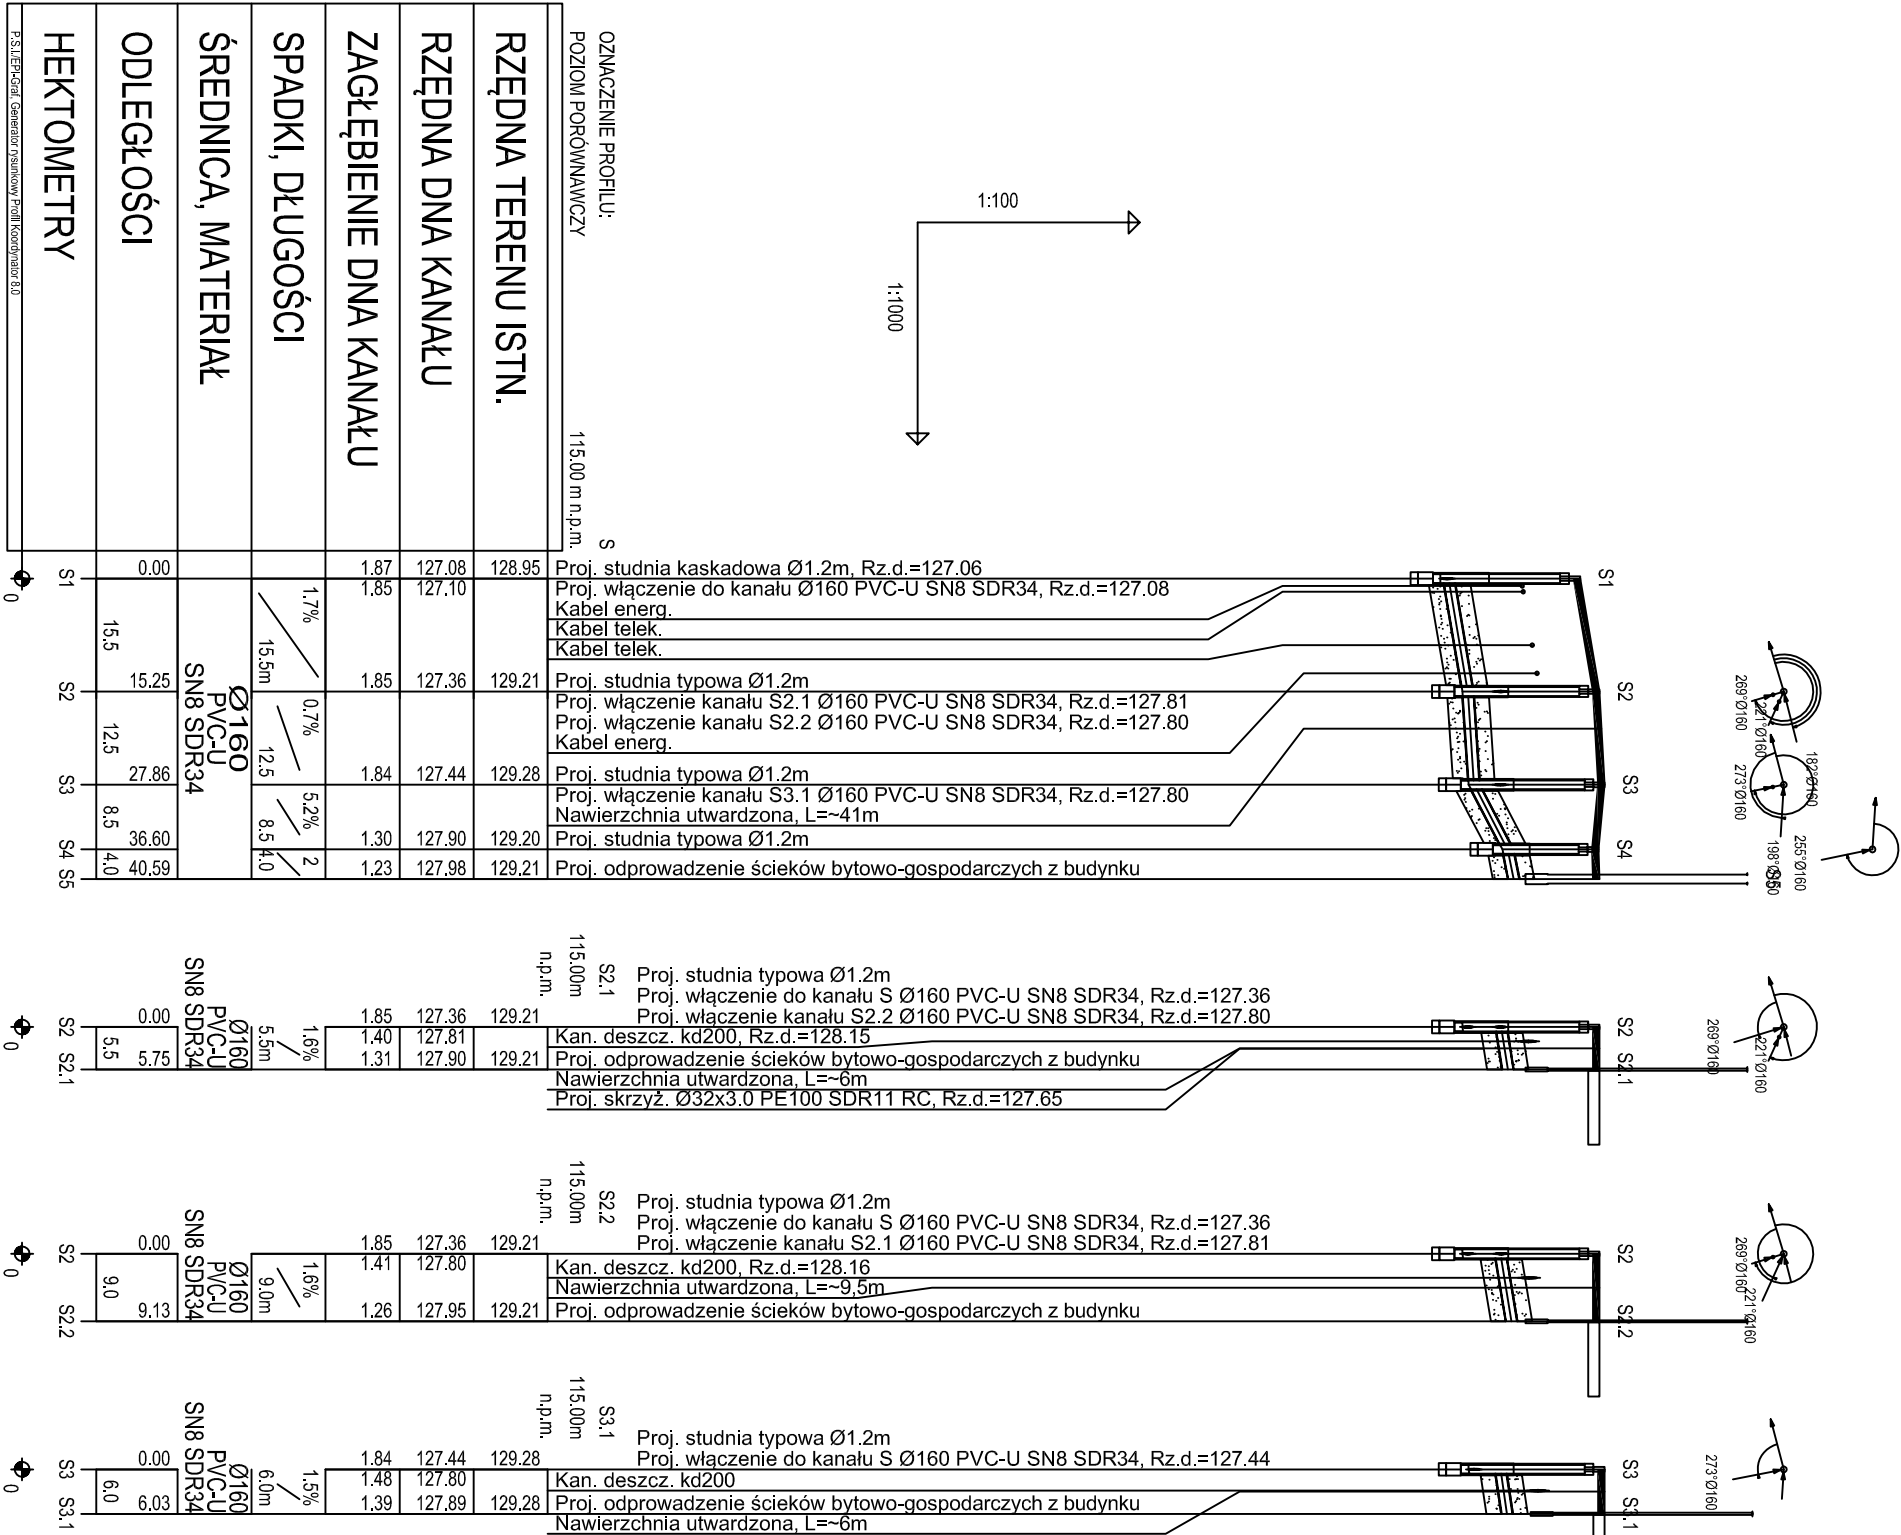 1:100
1:1000
OZNACZENIE PROFILU:
POZIOM PORÓWNAWCZY
S
115.00 m n.p.m.
RZĘDNA TERENU ISTN.
RZĘDNA DNA KANAŁU
ZAGŁĘBIENIE DNA KANAŁU
SPADKI, DŁUGOŚCI
ŚREDNICA, MATERIAŁ
ODLEGŁOŚCI
HEKTOMETRY
P.S.I./EPI-Graf, Generator rysunkowy Profil Koordynator 8.0
S1
0.00
1.87 127.08 128.95 Proj. studnia kaskadowa Ø1.2m, Rz.d.=127.06
1.85 127.10 Proj. włączenie do kanału Ø160 PVC-U SN8 SDR34, Rz.d.=127.08
Kabel energ.
Kabel telek.
Kabel telek.
1.7%
15.5m
15.5
S2
15.25 1.85 127.36 129.21 Proj. studnia typowa Ø1.2m
Proj. włączenie kanału S2.1 Ø160 PVC-U SN8 SDR34, Rz.d.=127.81
Proj. włączenie kanału S2.2 Ø160 PVC-U SN8 SDR34, Rz.d.=127.80
Kabel energ.
Ø160
PVC-U
SN8 SDR34
0.7%
12.5
12.5
S3
27.86 1.84 127.44 129.28 Proj. studnia typowa Ø1.2m
Proj. włączenie kanału S3.1 Ø160 PVC-U SN8 SDR34, Rz.d.=127.80
Nawierzchnia utwardzona, L=~41m
5.2%
8.5
8.5
S4
36.60 1.30 127.90 129.20 Proj. studnia typowa Ø1.2m
2
4.0
4.0
S5
40.59 1.23 127.98 129.21 Proj. odprowadzenie ścieków bytowo-gospodarczych z budynku
0
S1
S2
S3
S4
S5
269°Ø160
221°Ø160
182°Ø160
273°Ø160
198°Ø160
255°Ø160
S2.1
115.00m
n.p.m.
Proj. studnia typowa Ø1.2m
Proj. włączenie do kanału S Ø160 PVC-U SN8 SDR34, Rz.d.=127.36
Proj. włączenie kanału S2.2 Ø160 PVC-U SN8 SDR34, Rz.d.=127.80
S2
0.00 1.85 127.36 129.21
1.40 127.81 Kan. deszcz. kd200, Rz.d.=128.15
5.75 1.31 127.90 129.21 Proj. odprowadzenie ścieków bytowo-gospodarczych z budynku
Nawierzchnia utwardzona, L=~6m
Proj. skrzyż. Ø32x3.0 PE100 SDR11 RC, Rz.d.=127.65
Ø160
PVC-U
SN8 SDR34
1.6%
5.5m
5.5
S2.1
0
S2
S2.1
269°Ø160
221°Ø160
S2.2
115.00m
n.p.m.
Proj. studnia typowa Ø1.2m
Proj. włączenie do kanału S Ø160 PVC-U SN8 SDR34, Rz.d.=127.36
Proj. włączenie kanału S2.1 Ø160 PVC-U SN8 SDR34, Rz.d.=127.81
S2
0.00 1.85 127.36 129.21
1.41 127.80 Kan. deszcz. kd200, Rz.d.=128.16
Nawierzchnia utwardzona, L=~9,5m
9.13 1.26 127.95 129.21 Proj. odprowadzenie ścieków bytowo-gospodarczych z budynku
Ø160
PVC-U
SN8 SDR34
1.6%
9.0m
9.0
S2.2
0
S2
S2.2
269°Ø160
221°Ø160
S3.1
115.00m
n.p.m.
Proj. studnia typowa Ø1.2m
Proj. włączenie do kanału S Ø160 PVC-U SN8 SDR34, Rz.d.=127.44
S3
0.00 1.84 127.44 129.28
1.48 127.80 Kan. deszcz. kd200
6.03 1.39 127.89 129.28 Proj. odprowadzenie ścieków bytowo-gospodarczych z budynku
Nawierzchnia utwardzona, L=~6m
Ø160
PVC-U
SN8 SDR34
1.5%
6.0m
6.0
S3.1
0
S3
S3.1
273°Ø160